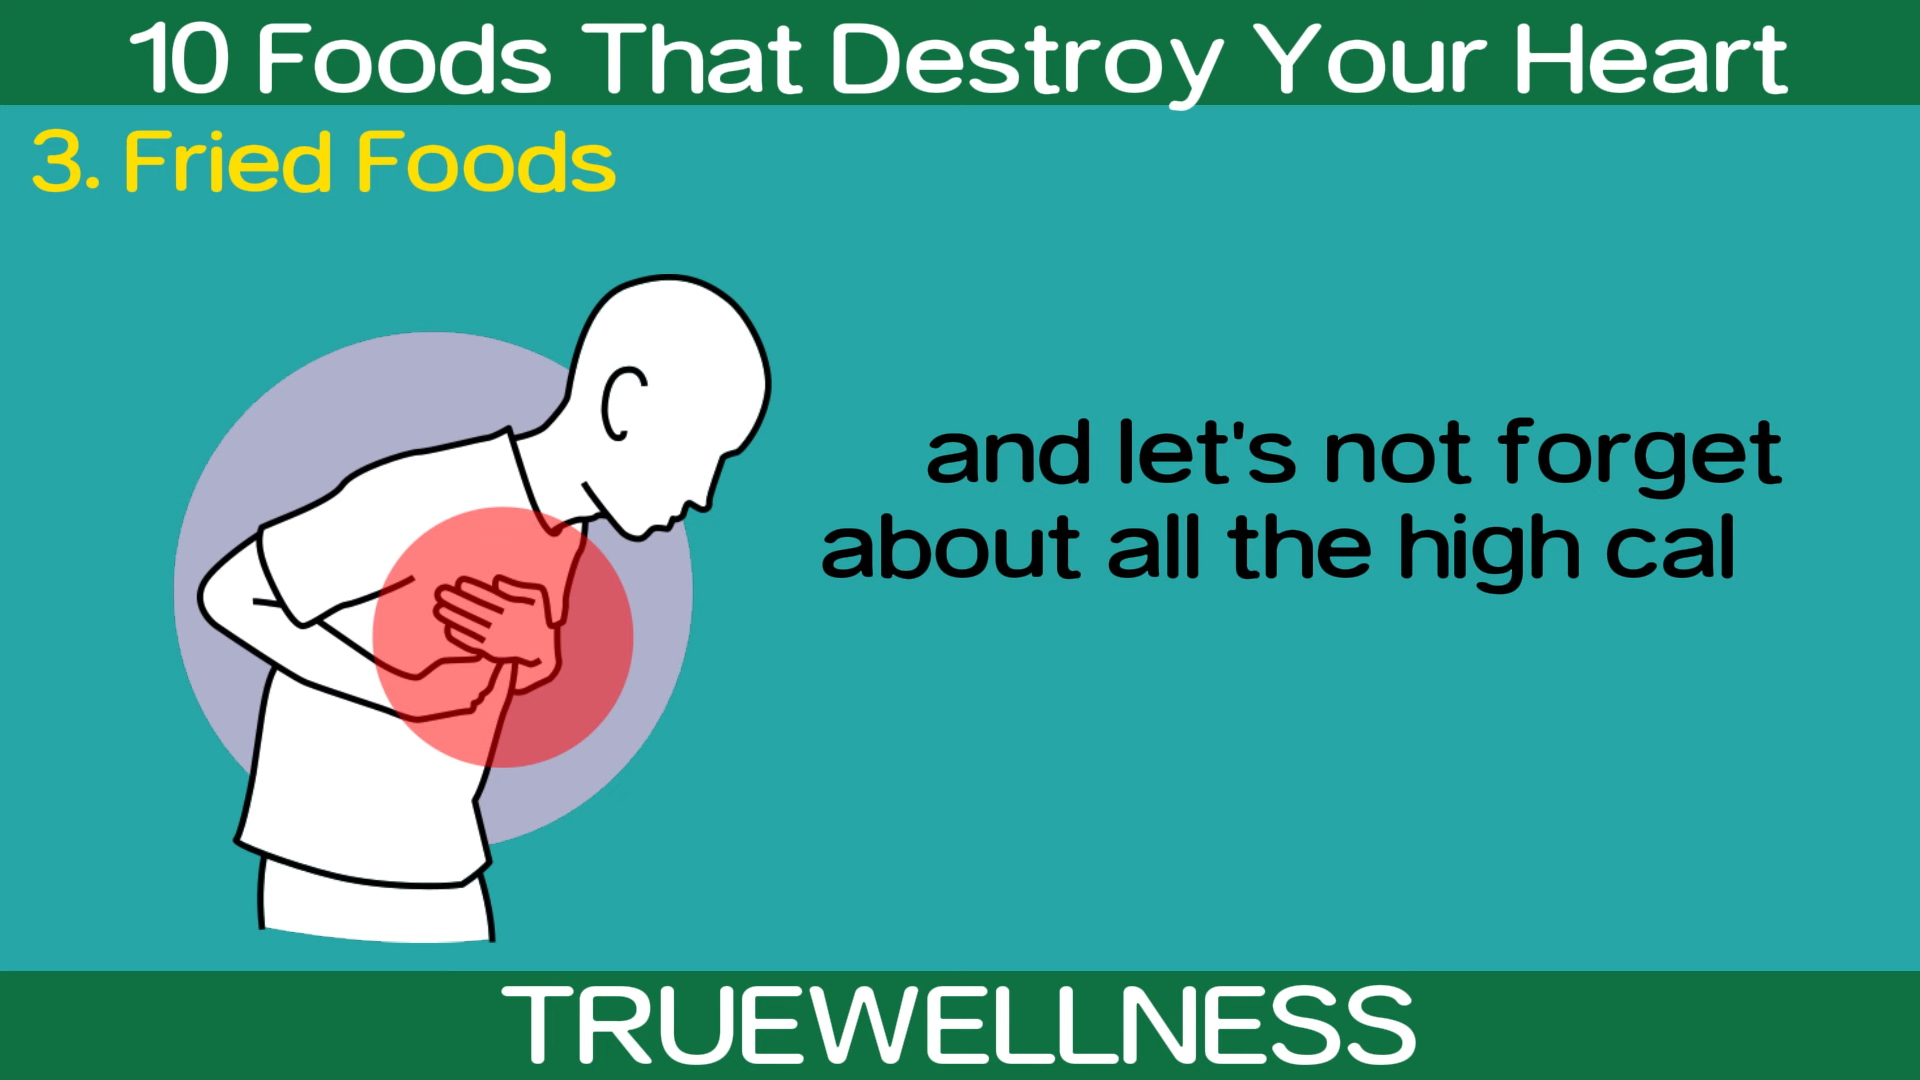 10 Foods That Destroy Your Heart
3. Fried Foods
and let's not forget
about all the high cal
TRUEWELLNESS